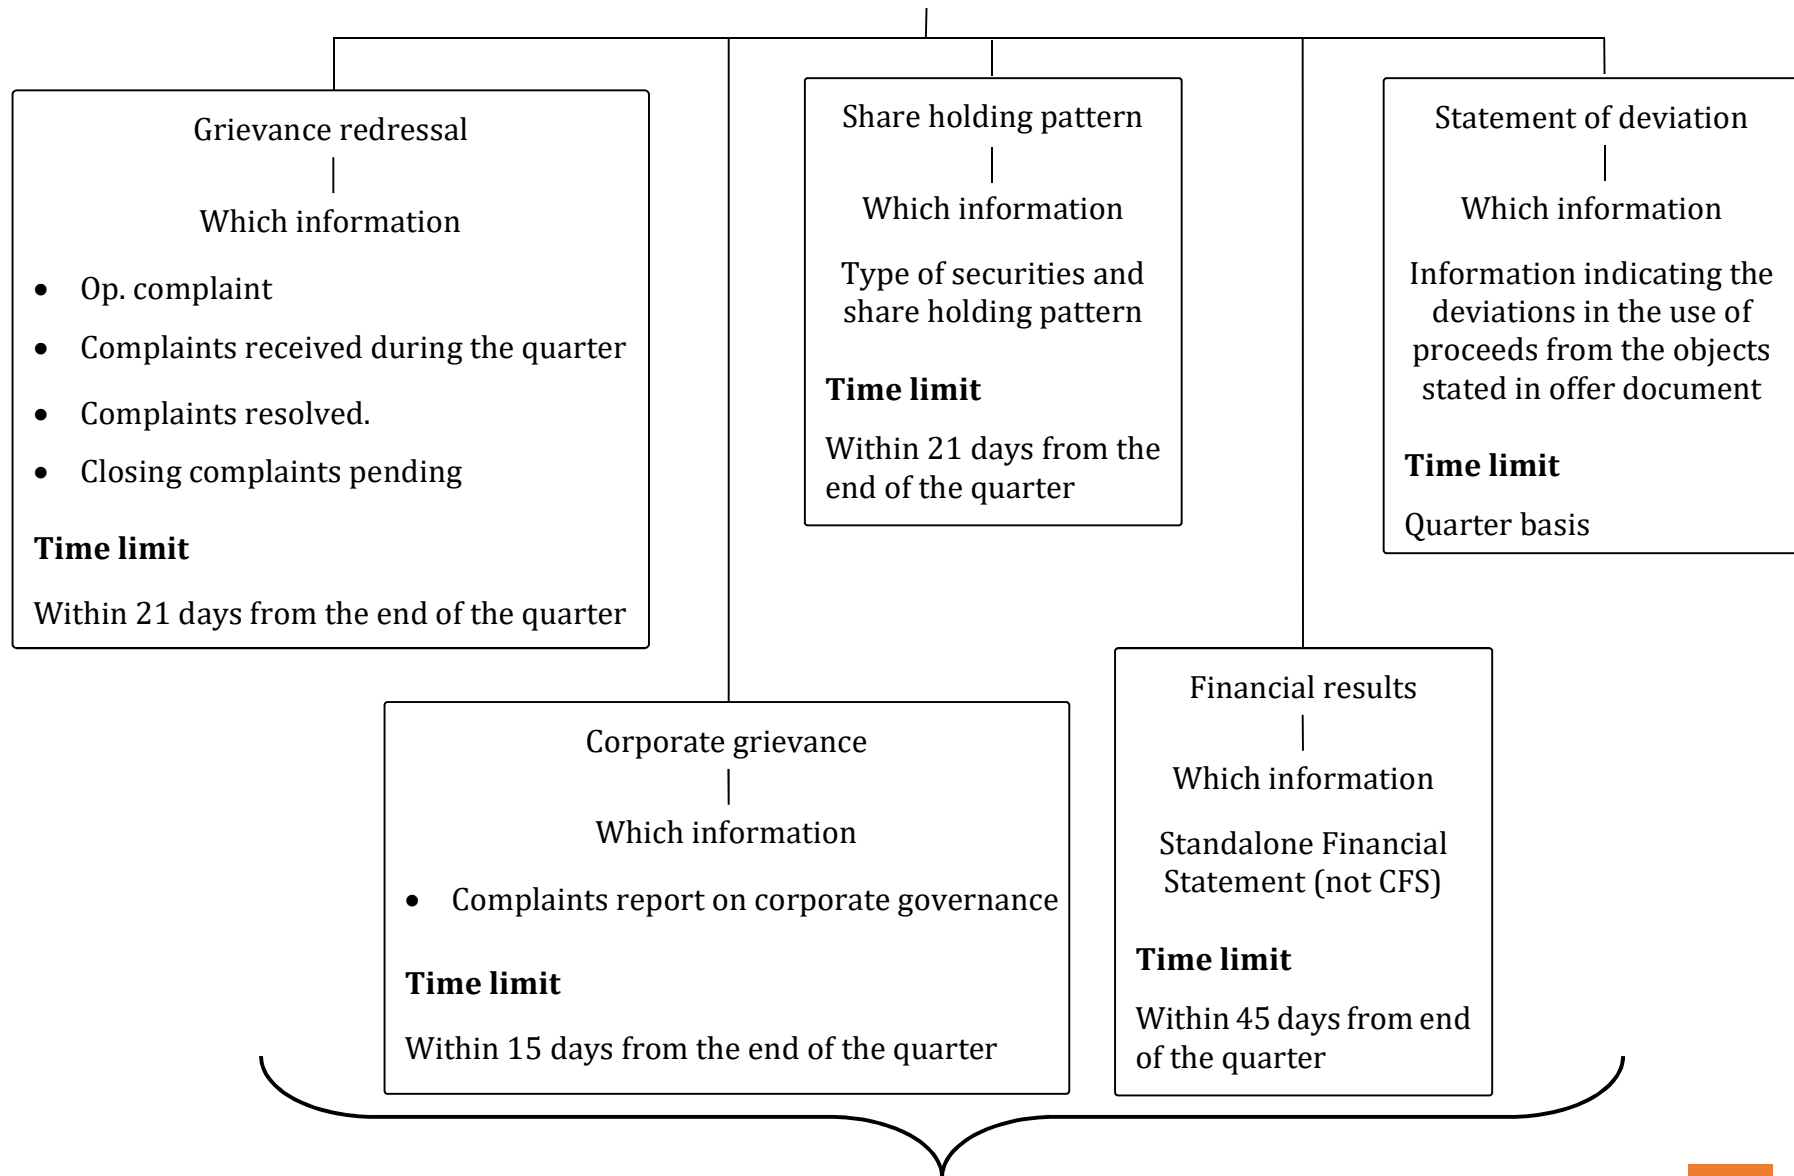 Grievance redressal
Which information
• Op. complaint
• Complaints received during the quarter
• Complaints resolved.
• Closing complaints pending
Time limit
Within 21 days from the end of the quarter
Corporate grievance
Which information
• Complaints report on corporate governance
Time limit
Within 15 days from the end of the quarter
Share holding pattern
Which information
Type of securities and
share holding pattern
Time limit
Within 21 days from the
end of the quarter
Financial results
Which information
Standalone Financial
Statement (not CFS)
Time limit
Within 45 days from end
of the quarter
Statement of deviation
Which information
Information indicating the
deviations in the use of
proceeds from the objects
stated in offer document
Time limit
Quarter basis